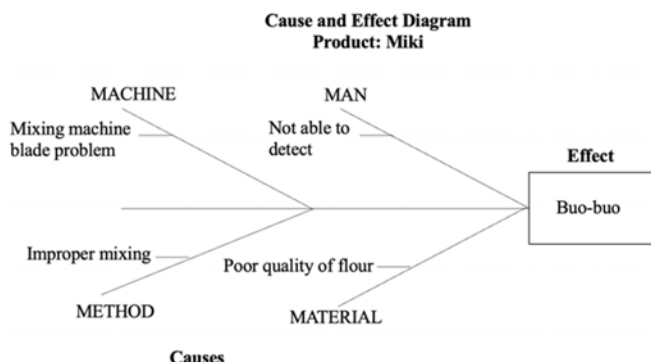 Cause and Effect Diagram
Product: Miki
MACHINE
MAN
Mixing machine
blade problem
Not able to
detect
Effect
Buo-buo
Improper mixing
Poor quality of flour
METHOD
MATERIAL
Causes